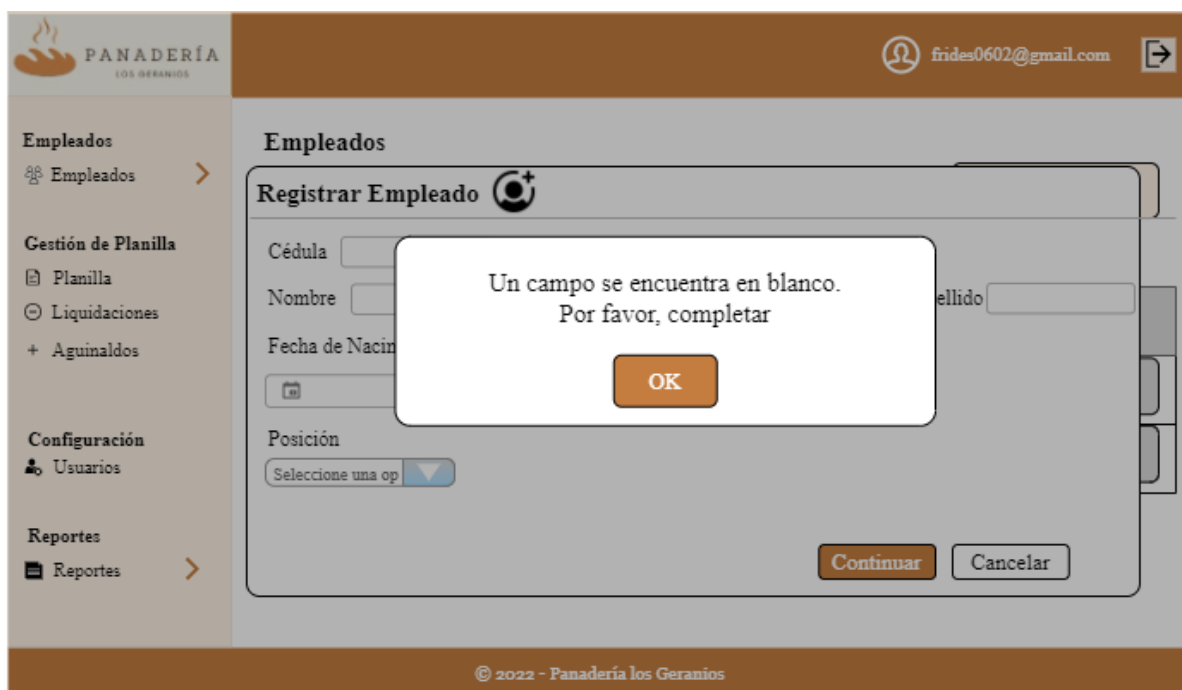 PANADERÍA
LOS GERANIOS
frides0602@gmail.com
Empleados
Empleados
Gestión de Planilla
Planilla
Liquidaciones
+ Aguinaldos
Configuración
Usuarios
Reportes
Reportes
Empleados
Registrar Empleado
Cédula
Nombre
ellido
Fecha de Nacin
Posición
Seleccione una op
Un campo se encuentra en blanco.
Por favor, completar
OK
Continuar
Cancelar
© 2022 - Panadería los Geranios